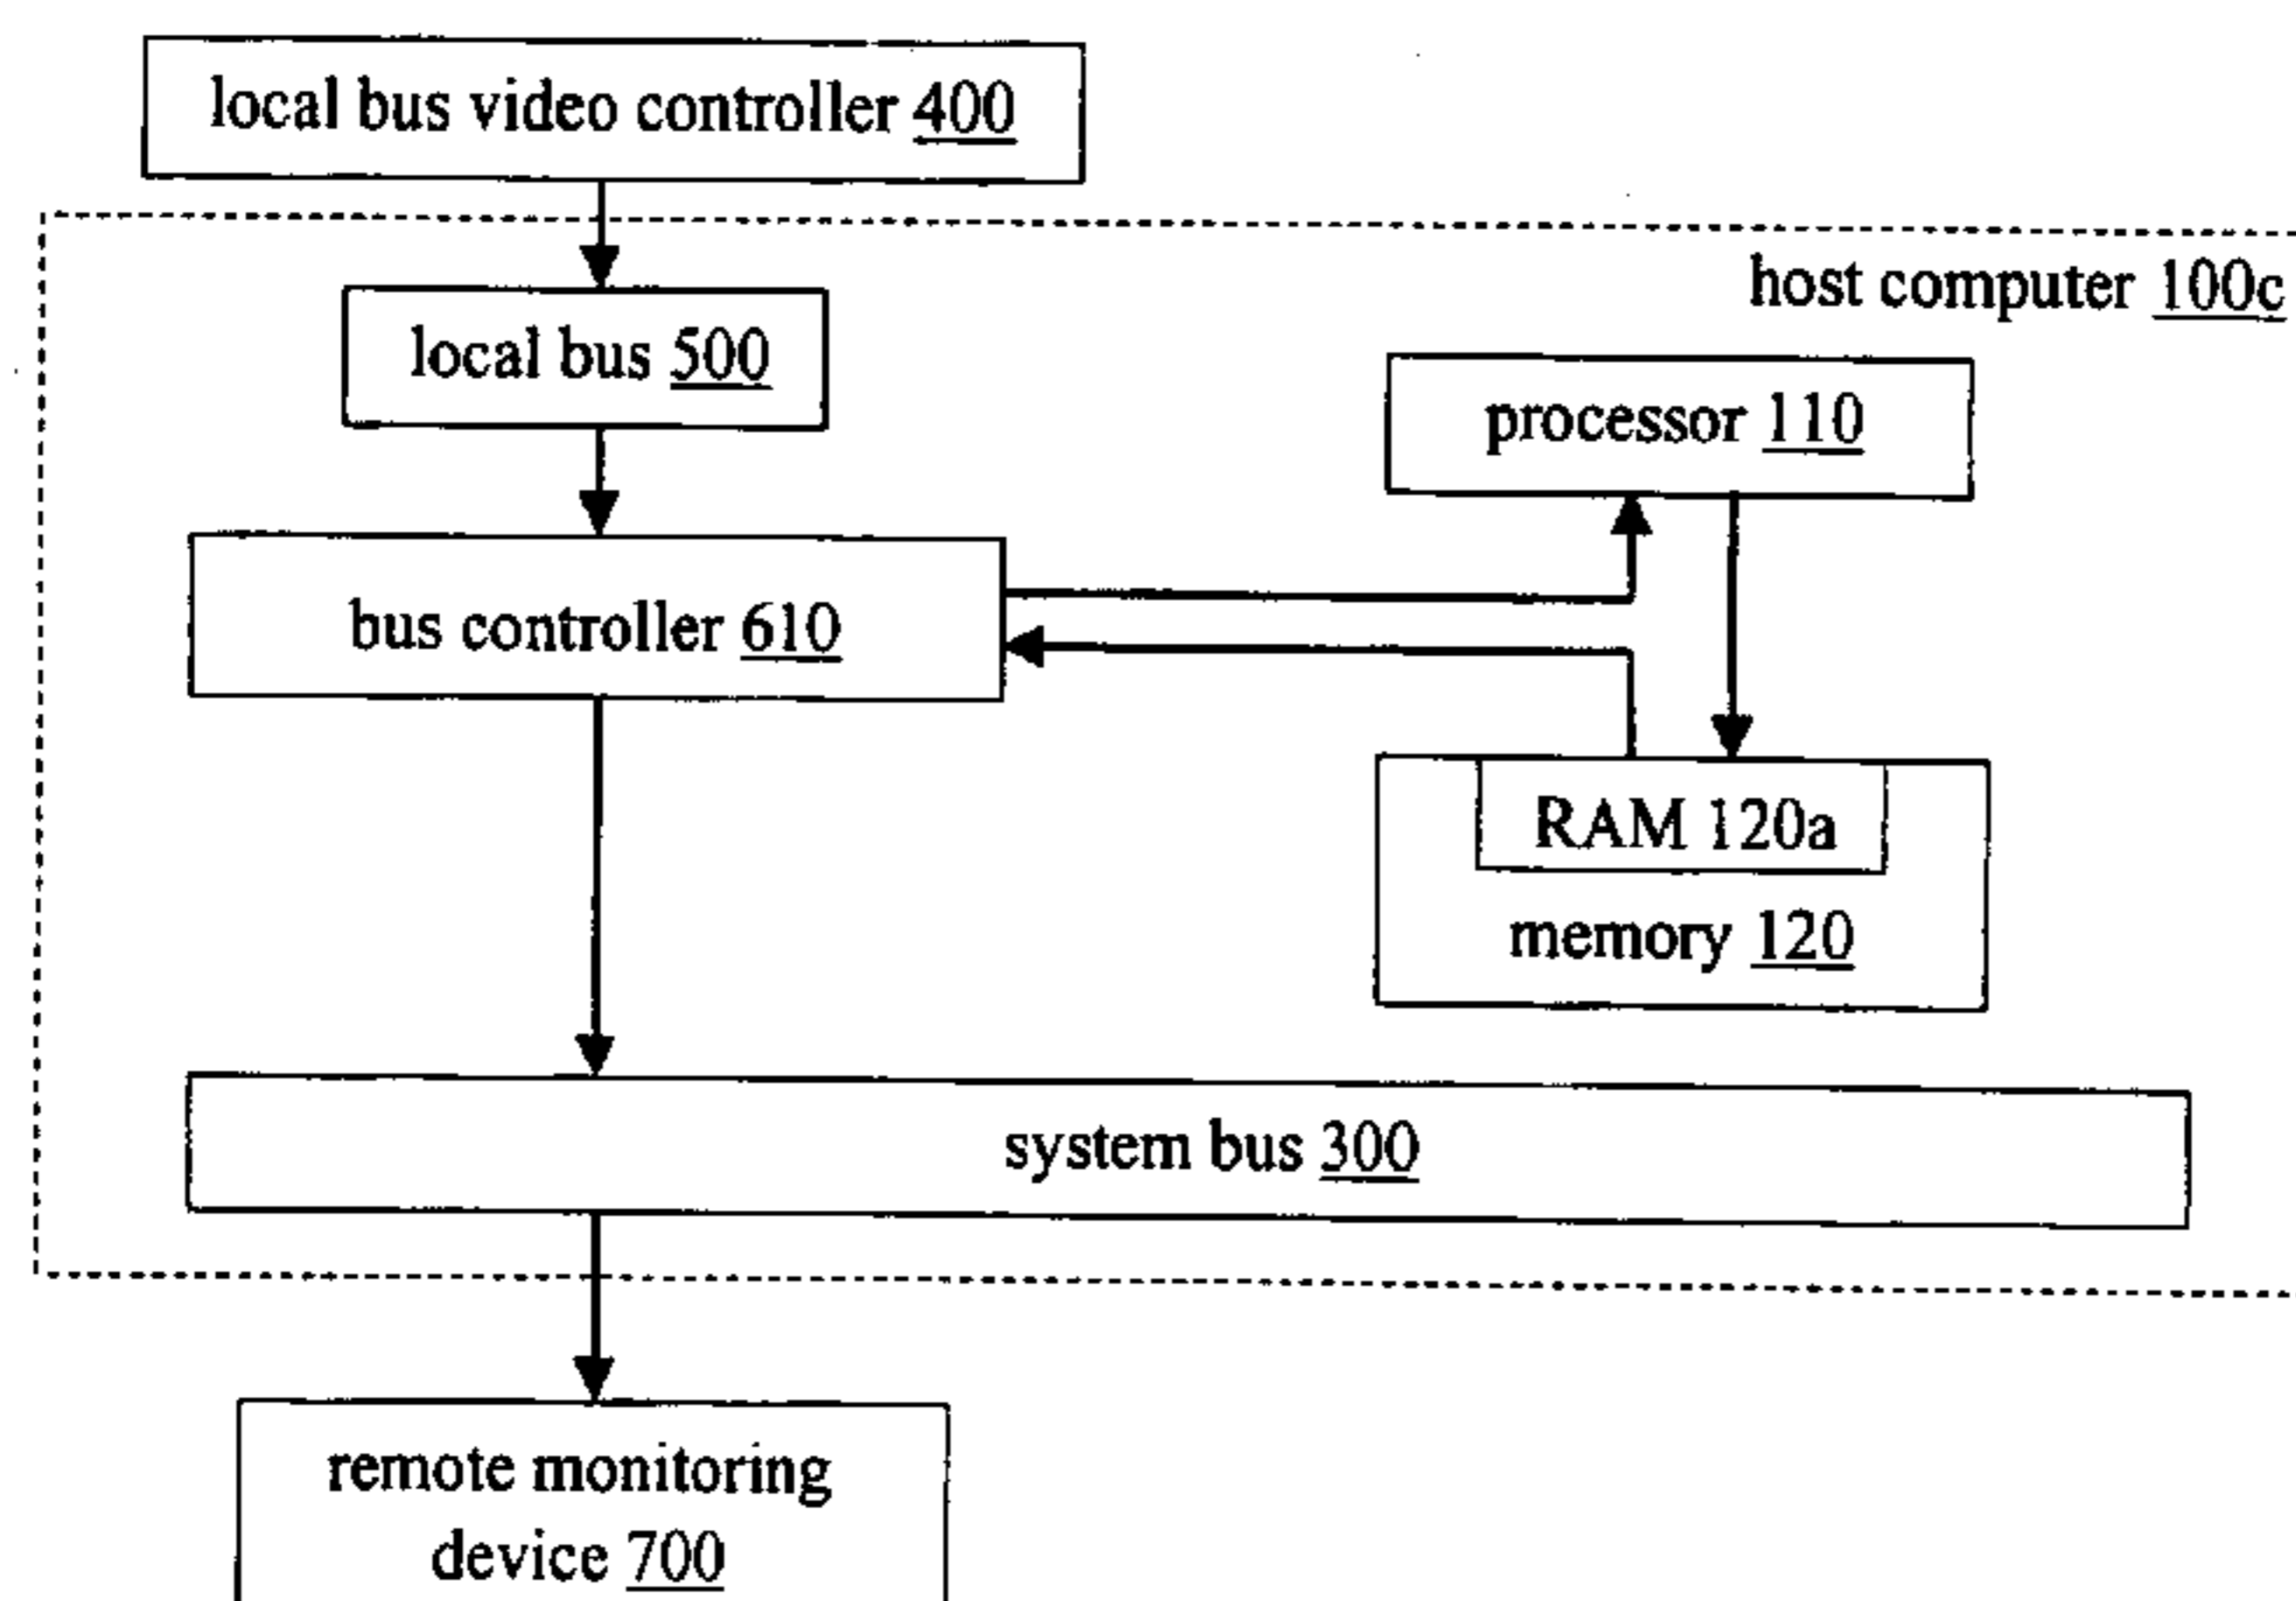 local bus video controller 400
host computer 100c
local bus 500
processor 110
bus controller 610
RAM 120a
memory 120
system bus 300
remote monitoring
device 700